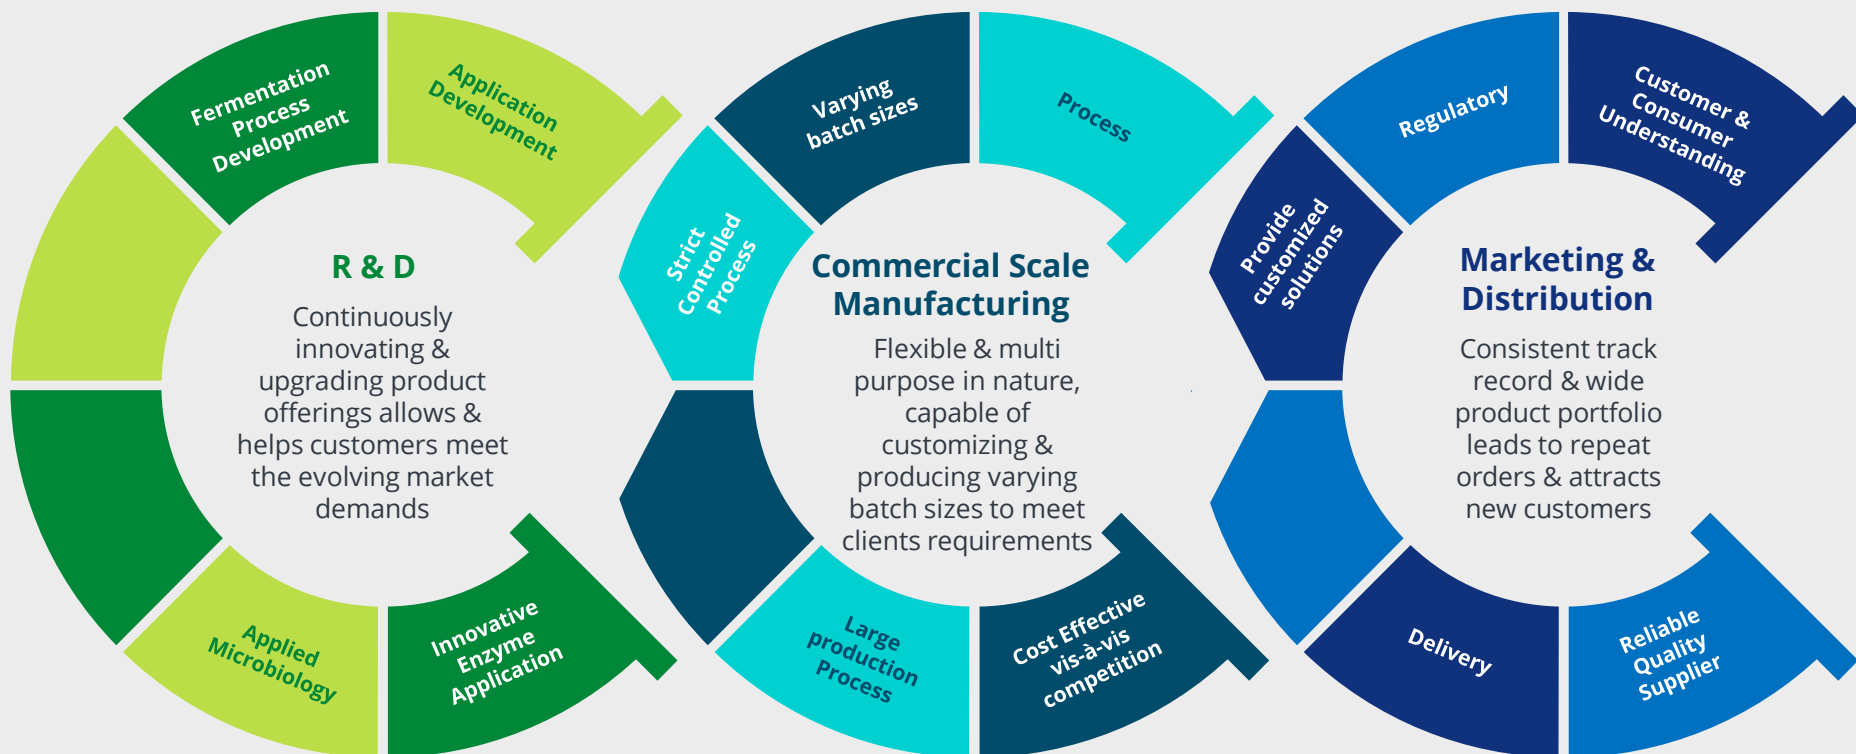 Fermentation
Process
Development
Application
Development
R & D
Continuously
innovating &
upgrading product
offerings allows &
helps customers meet
the evolving market
demands
Applied
Microbiology
Innovative
Enzyme
Application
Strict
Controlled
Process
Varying
batch sizes
Process
Commercial Scale
Manufacturing
Flexible & multi
purpose in nature,
capable of
customizing &
producing varying
batch sizes to meet
clients requirements
Large
production
Process
Cost Effective
vis-à-vis
competition
Provide
customized
solutions
Regulatory
Customer &
Consumer
Understanding
Marketing &
Distribution
Consistent track
record & wide
product portfolio
leads to repeat
orders & attracts
new customers
Delivery
Reliable
Quality
Supplier